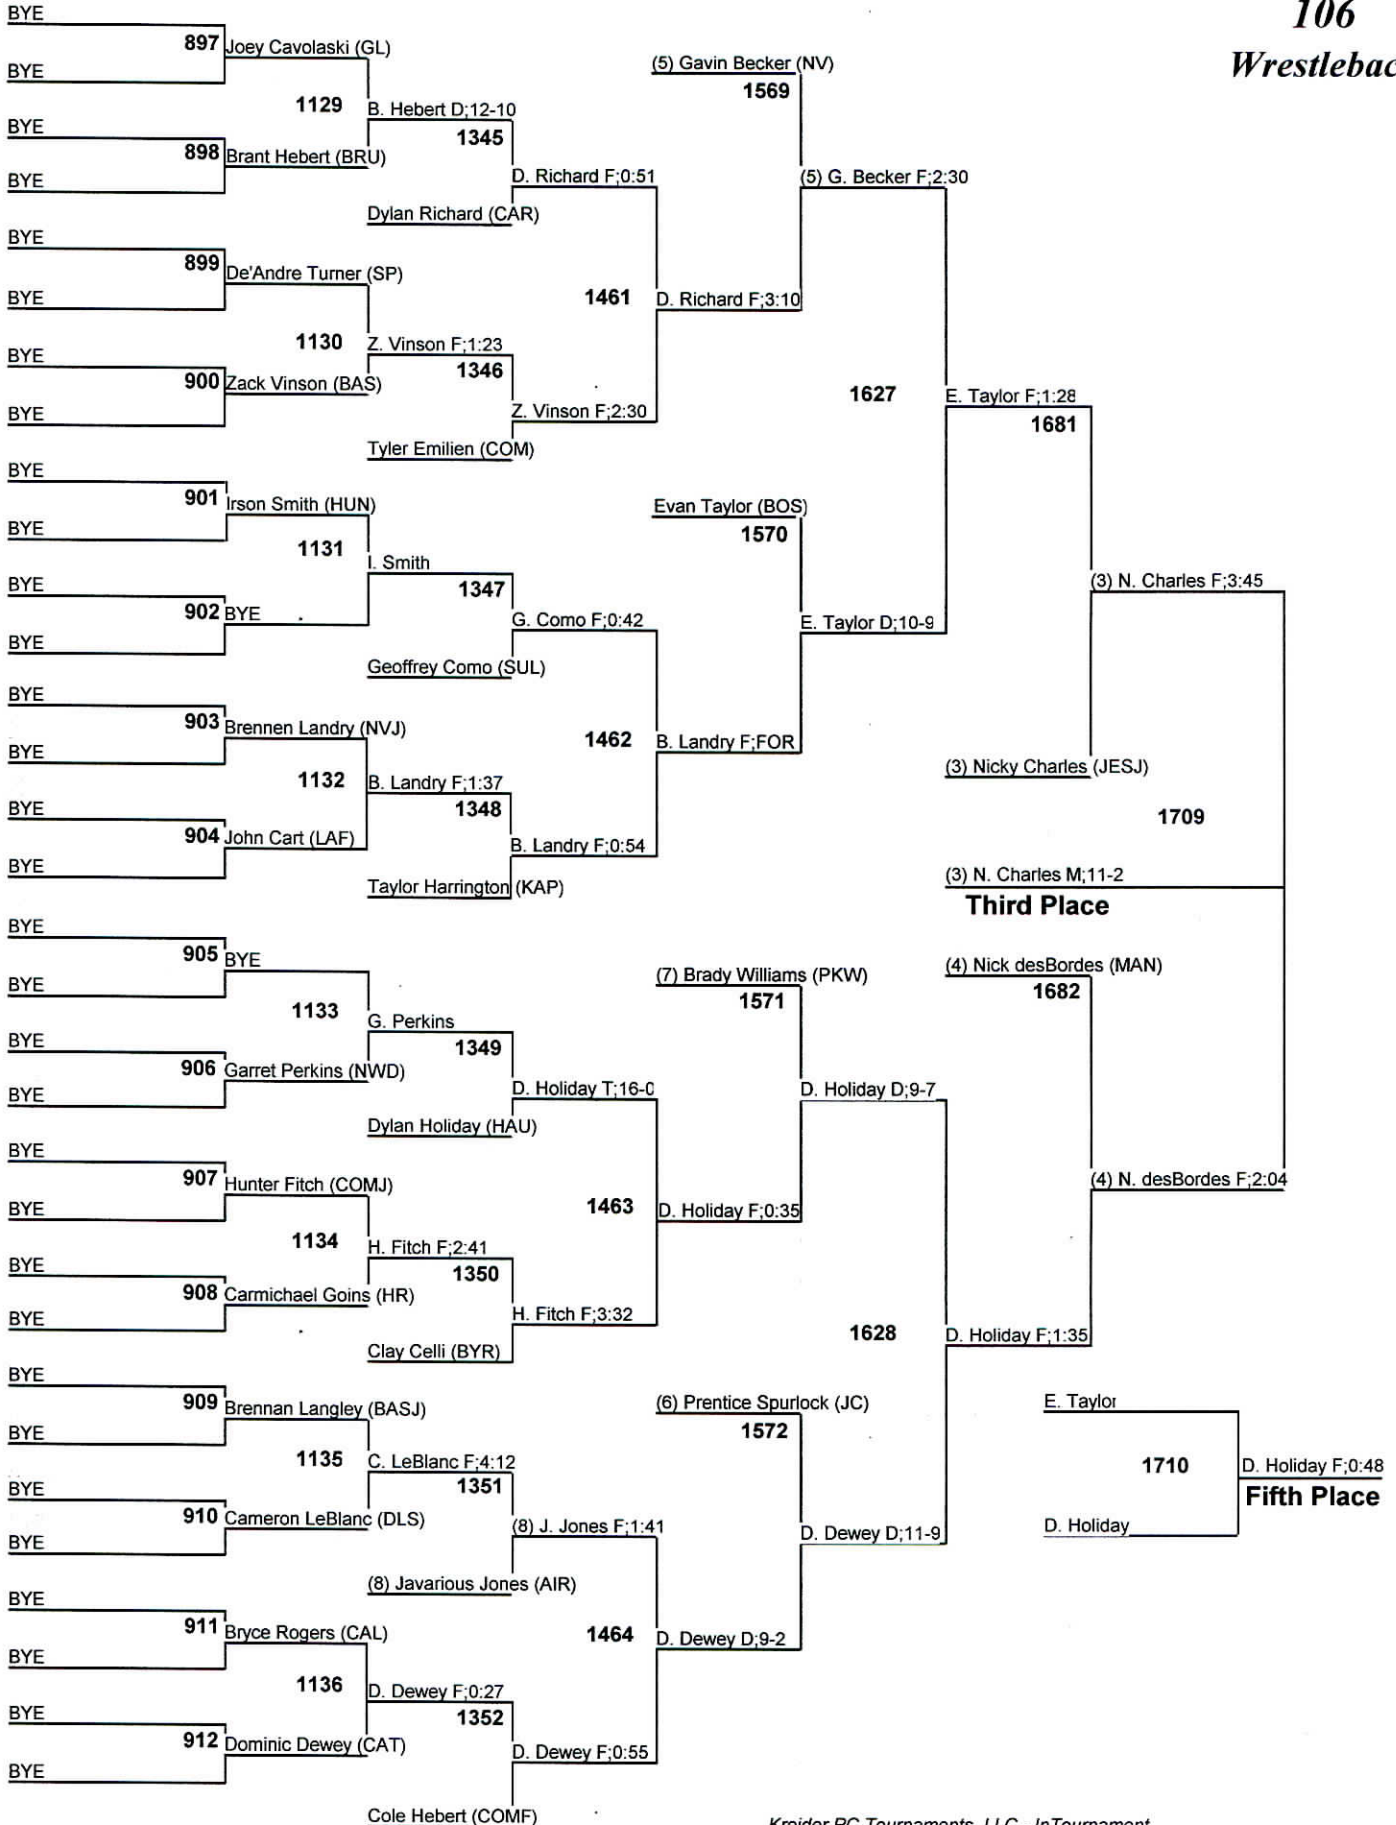 106
Wrestlebac
BYE
897 Joey Cavolaski (GL)
BYE
1129 B. Hebert D;12-10
BYE
898 Brant Hebert (BRU)
BYE
1345 D. Richard F;0:51
Dylan Richard (CAR)
BYE
899 De'Andre Turner (SP)
BYE
1130 Z. Vinson F;1:23
BYE
900 Zack Vinson (BAS)
BYE
1346 Z. Vinson F;2:30
Tyler Emilien (COM)
1461 D. Richard F;3:10
(5) Gavin Becker (NV)
1569 (5) G. Becker F;2:30
BYE
901 Irson Smith (HUN)
BYE
1131 I. Smith
BYE
902 BYE
BYE
1347 G. Como F;0:42
Geoffrey Como (SUL)
BYE
903 Brennen Landry (NVJ)
BYE
1132 B. Landry F;1:37
BYE
904 John Cart (LAF)
BYE
1348 B. Landry F;0:54
Taylor Harrington (KAP)
1462 B. Landry F;FOR
Evan Taylor (BOS)
1570 E. Taylor D;10-9
1627 E. Taylor F;1:28
1681 (3) N. Charles F;3:45
(3) Nicky Charles (JESJ)
1709
(3) N. Charles M;11-2
Third Place
BYE
905 BYE
BYE
1133 G. Perkins
BYE
906 Garret Perkins (NWD)
BYE
1349 D. Holiday T;16-0
Dylan Holiday (HAU)
BYE
907 Hunter Fitch (COMJ)
BYE
1134 H. Fitch F;2:41
BYE
908 Carmichael Goins (HR)
BYE
1350 H. Fitch F;3:32
Clay Celli (BYR)
1463 D. Holiday F;0:35
(7) Brady Williams (PKW)
1571 D. Holiday D;9-7
BYE
909 Brennan Langley (BASJ)
BYE
1135 C. LeBlanc F;4:12
BYE
910 Cameron LeBlanc (DLS)
BYE
1351 (8) J. Jones F;1:41
(8) Javarious Jones (AIR)
BYE
911 Bryce Rogers (CAL)
BYE
1136 D. Dewey F;0:27
BYE
912 Dominic Dewey (CAT)
BYE
1352 D. Dewey F;0:55
Cole Hebert (COMF)
1464 D. Dewey D;9-2
(6) Prentice Spurlock (JC)
1572 D. Dewey D;11-9
1628 D. Holiday F;1:35
(4) Nick desBordes (MAN)
1682 (4) N. desBordes F;2:04
E. Taylor
1710 D. Holiday F;0:48
Fifth Place
D. Holiday